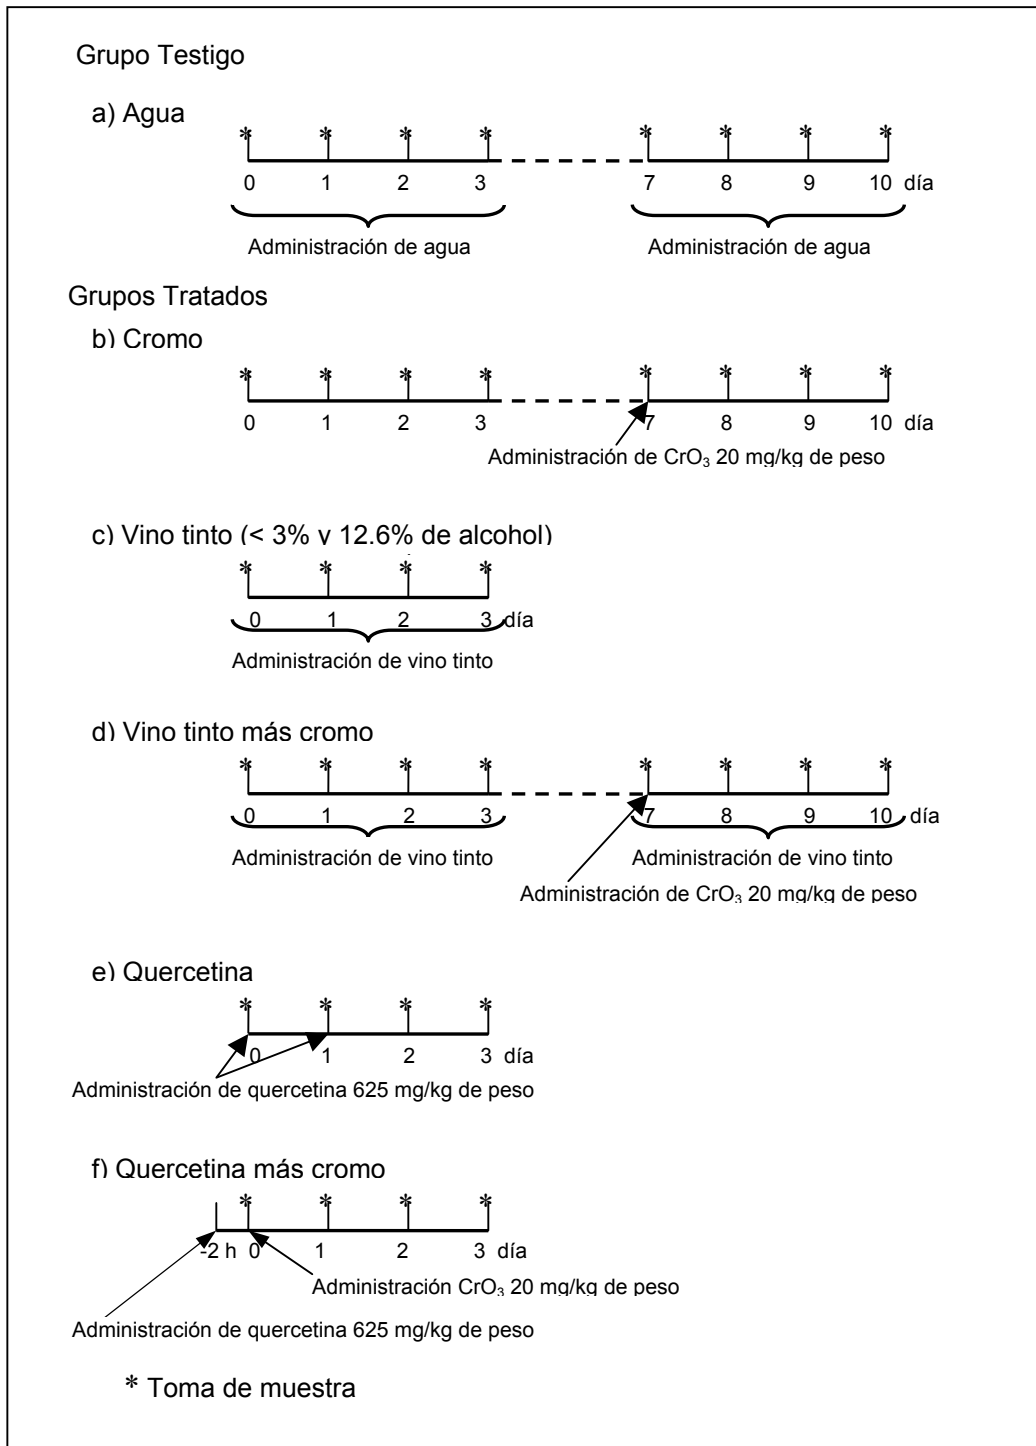 Grupo Testigo
a) Agua
* * * * * * * *
0 1 2 3 7 8 9 10 día
Administración de agua Administración de agua
Grupos Tratados
b) Cromo
* * * * * * * *
0 1 2 3 7 8 9 10 día
Administración de CrO₃ 20 mg/kg de peso
c) Vino tinto (< 3% y 12.6% de alcohol)
* * * *
0 1 2 3 día
Administración de vino tinto
d) Vino tinto más cromo
* * * * * * * *
0 1 2 3 7 8 9 10 día
Administración de vino tinto Administración de vino tinto
Administración de CrO₃ 20 mg/kg de peso
e) Quercetina
* * * *
0 1 2 3 día
Administración de quercetina 625 mg/kg de peso
f) Quercetina más cromo
* * * *
-2 h 0 1 2 3 día
Administración CrO₃ 20 mg/kg de peso
Administración de quercetina 625 mg/kg de peso
* Toma de muestra